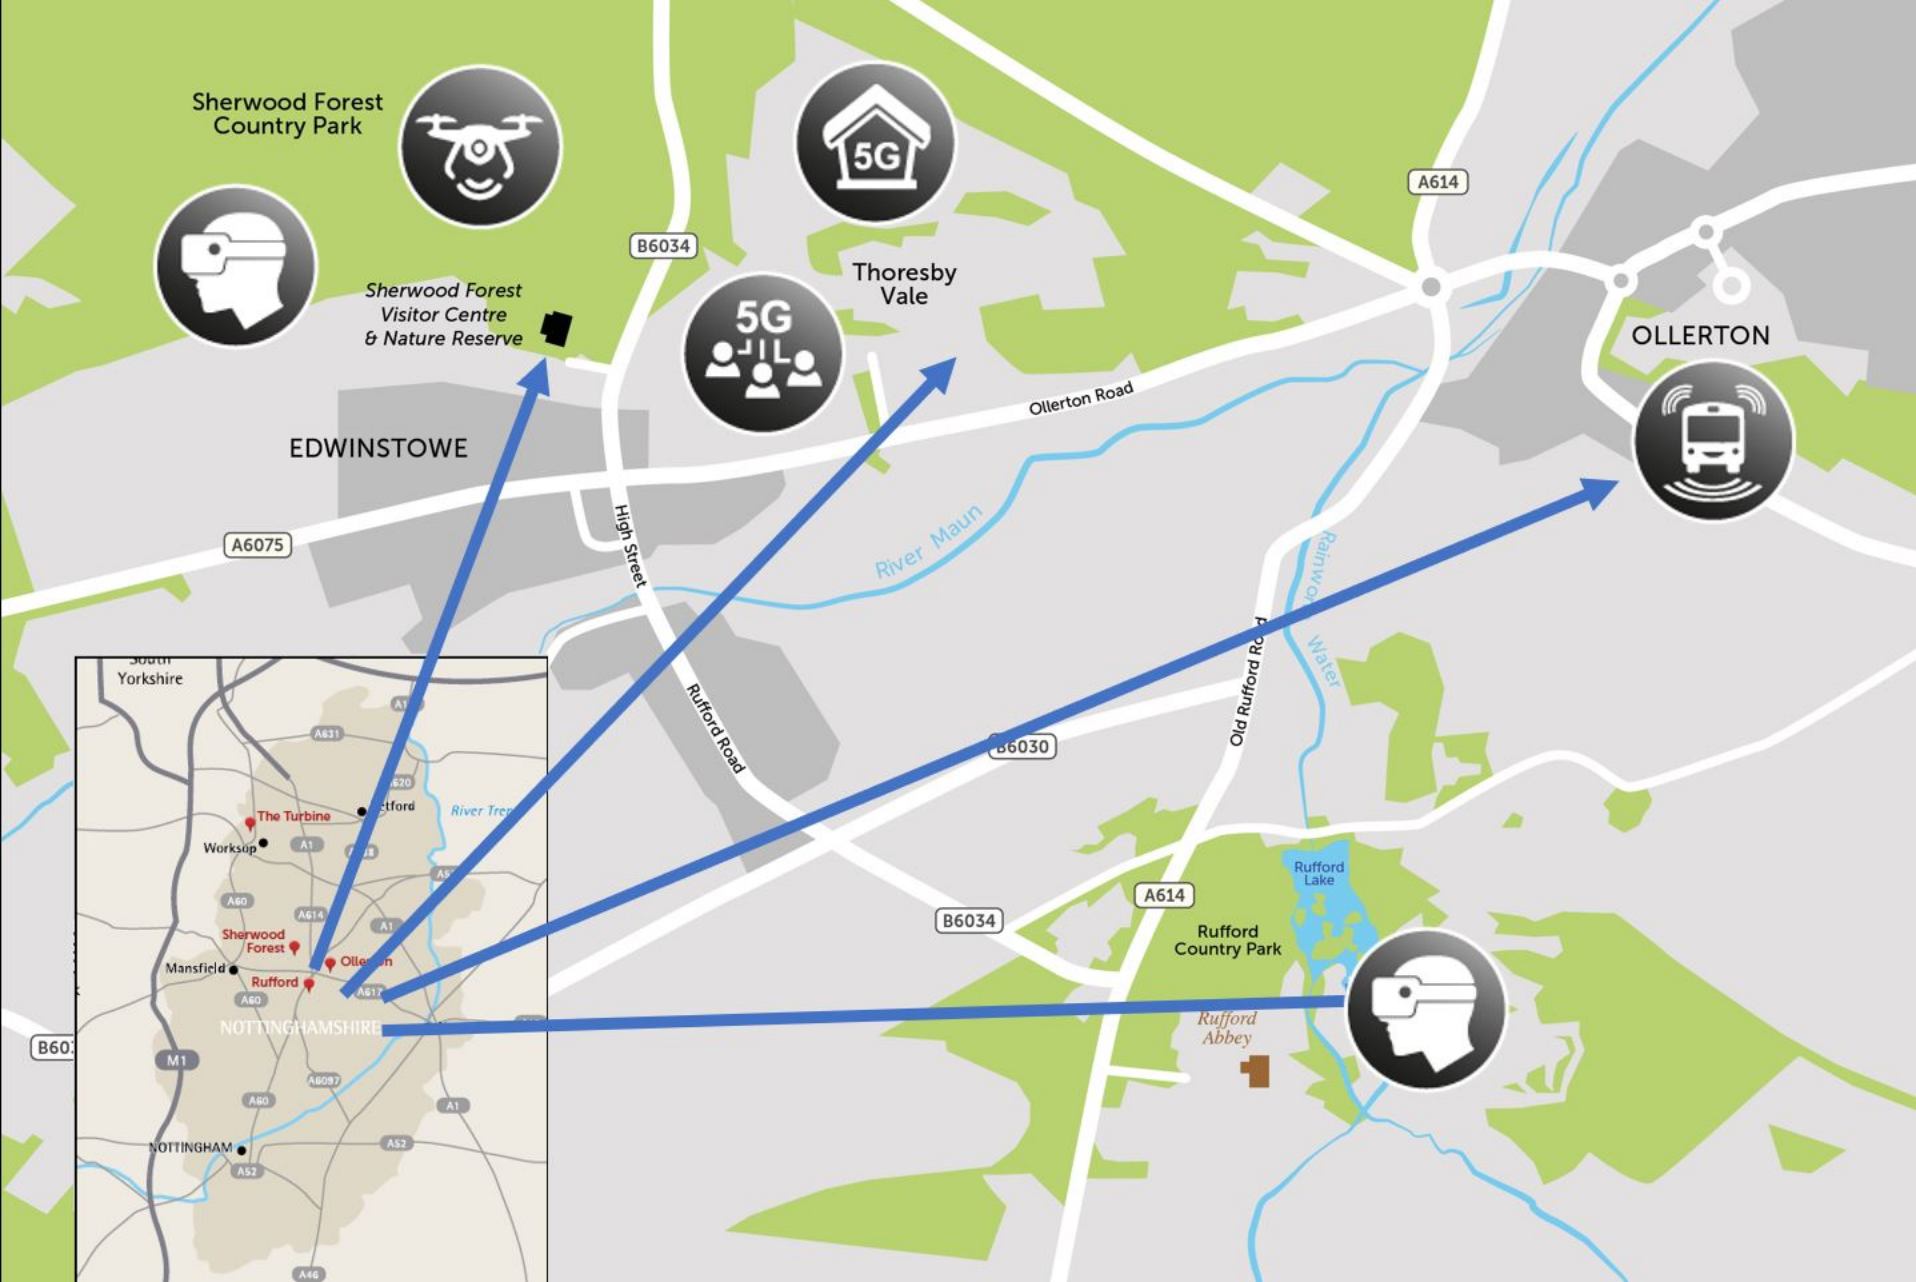 Sherwood Forest
Country Park
5G
A614
B6034
Thoresby
Vale
Sherwood Forest
Visitor Centre
& Nature Reserve
5G
OLLERTON
Ollerton Road
EDWINSTOWE
A6075
High Street
River Maun
Water
Old Rufford Road
Rufford Road
B6030
Rufford
Lake
A614
B6034
Rufford
Country Park
Rufford
Abbey
South
Yorkshire
A631
River
The Turbine
Worksop
A1
A60
A614
A1
Sherwood
Forest
Mansfield
Rufford
A617
A60
NOTTINGHAMSHIRE
M1
A6097
A60
A1
NOTTINGHAM
A52
A52
A46